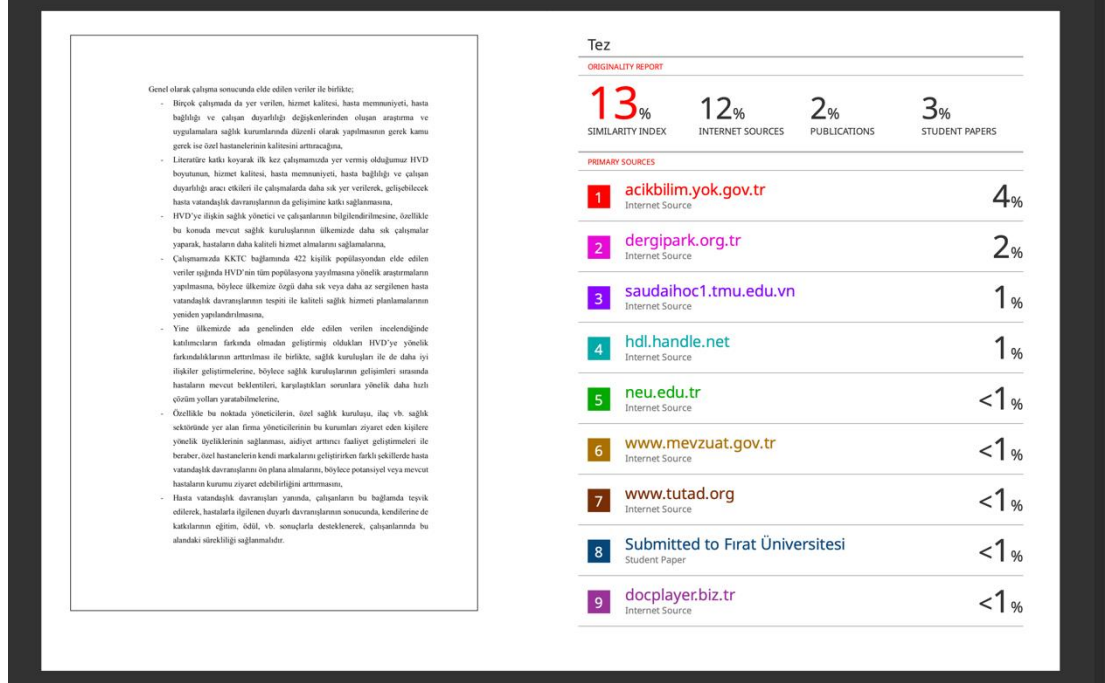 Genel olarak çalışma sonucunda elde edilen veriler ile birlikte;
- Birçok çalışmada da yer verilen, hizmet kalitesi, hasta memnuniyeti, hasta
bağlılığı ve çalışan duyarlılığı değişkenlerinden oluşan araştırma ve
uygulamalara sağlık kurumlarında düzenli olarak yapılmasının gerek kamu
gerek ise özel hastanelerinin kalitesini arttıracağına,
- Literatüre katkı koyarak ilk kez çalışmamızda yer vermiş olduğumuz HVD
boyutunun, hizmet kalitesi, hasta memnuniyeti, hasta bağlılığı ve çalışan
duyarlılığı aracı etkileri ile çalışmalarda daha sık yer verilerek, gelişebilecek
hasta vatandaşlık davranışlarının da gelişimine katkı sağlanmasına,
- HVD'ye ilişkin sağlık yönetici ve çalışanlarının bilgilendirilmesine, özellikle
bu konuda mevcut sağlık kuruluşlarının ülkemizde daha sık çalışmalar
yaparak, hastaların daha kaliteli hizmet almalarını sağlamalarına,
- Çalışmamızda KKTC bağlamında 422 kişilik popülasyondan elde edilen
veriler ışığında HVD'nin tüm popülasyona yayılmasına yönelik araştırmaların
yapılmasına, böylece ülkemize özgü daha sık veya daha az sergilenen hasta
vatandaşlık davranışlarının tespiti ile kaliteli sağlık hizmeti planlamalarının
yeniden yapılandırılmasına,
- Yine ülkemizde ada genelinden elde edilen verilen incelendiğinde
katılımcıların farkında olmadan geliştirmiş oldukları HVD'ye yönelik
farkındalıklarının arttırılması ile birlikte, sağlık kuruluşları ile de daha iyi
ilişkiler geliştirmelerine, böylece sağlık kuruluşlarının gelişimleri sırasında
hastaların mevcut beklentileri, karşılaştıkları sorunlara yönelik daha hızlı
çözüm yolları yaratabilmelerine,
- Özellikle bu noktada yöneticilerin, özel sağlık kuruluşu, ilaç vb. sağlık
sektöründe yer alan firma yöneticilerinin bu kurumları ziyaret eden kişilere
yönelik üyeliklerinin sağlanması, aidiyet arttırıcı faaliyet geliştirmeleri ile
beraber, özel hastanelerin kendi markalarını geliştirirken farklı şekillerde hasta
vatandaşlık davranışlarını ön plana almalarını, böylece potansiyel veya mevcut
hastaların kurumu ziyaret edebilirliğini arttırmasını,
- Hasta vatandaşlık davranışları yanında, çalışanların bu bağlamda teşvik
edilerek, hastalarla ilgilenen duyarlı davranışlarının sonucunda, kendilerine de
katkılarının eğitim, ödül, vb. sonuçlarla desteklenerek, çalışanlarında bu
alandaki sürekliliği sağlanmalıdır.
Tez
ORIGINALITY REPORT
13% 12% 2% 3%
SIMILARITY INDEX INTERNET SOURCES PUBLICATIONS STUDENT PAPERS
PRIMARY SOURCES
1 acikbilim.yok.gov.tr 4%
Internet Source
2 dergipark.org.tr 2%
Internet Source
3 saudaihoc1.tmu.edu.vn 1%
Internet Source
4 hdl.handle.net 1%
Internet Source
5 neu.edu.tr <1%
Internet Source
6 www.mevzuat.gov.tr <1%
Internet Source
7 www.tutad.org <1%
Internet Source
8 Submitted to Fırat Üniversitesi <1%
Student Paper
9 docplayer.biz.tr <1%
Internet Source